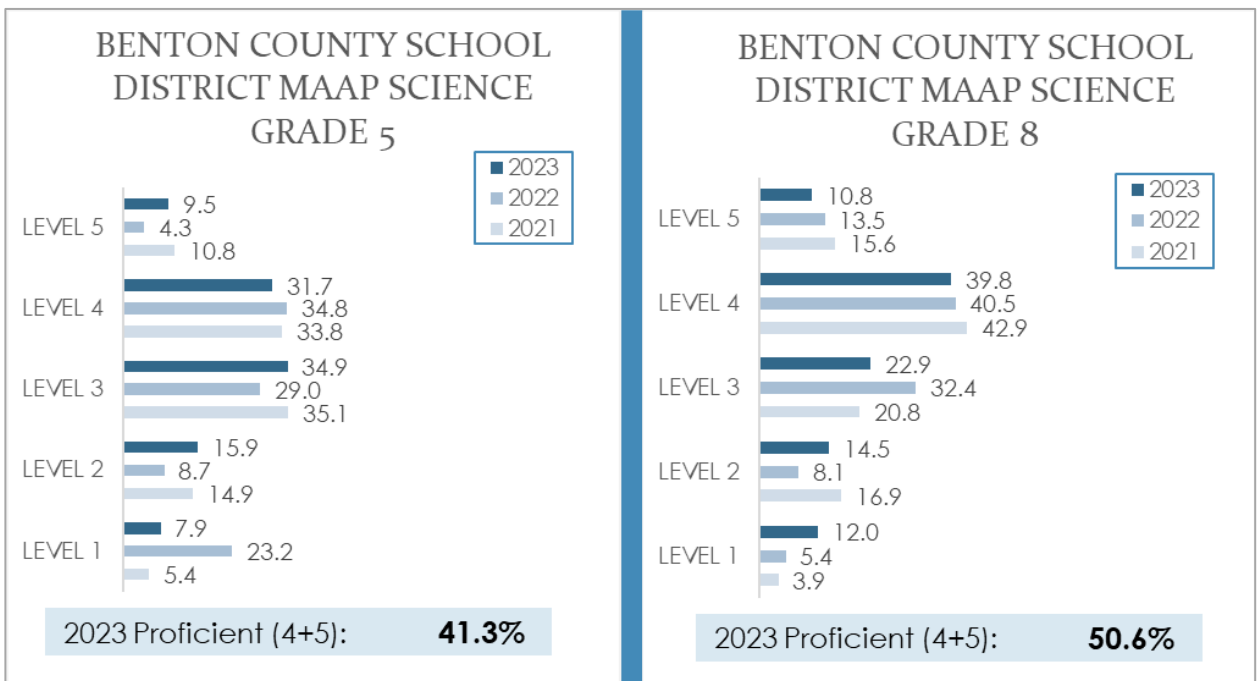 BENTON COUNTY SCHOOL
DISTRICT MAAP SCIENCE
GRADE 5
2023
2022
2021
LEVEL 5
9.5
4.3
10.8
LEVEL 4
31.7
34.8
33.8
LEVEL 3
34.9
29.0
35.1
LEVEL 2
15.9
8.7
14.9
LEVEL 1
7.9
23.2
5.4
2023 Proficient (4+5): 41.3%
BENTON COUNTY SCHOOL
DISTRICT MAAP SCIENCE
GRADE 8
2023
2022
2021
LEVEL 5
10.8
13.5
15.6
LEVEL 4
39.8
40.5
42.9
LEVEL 3
22.9
32.4
20.8
LEVEL 2
14.5
8.1
16.9
LEVEL 1
12.0
5.4
3.9
2023 Proficient (4+5): 50.6%